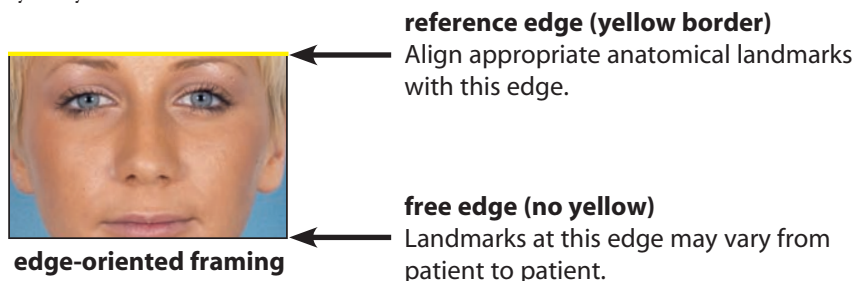 reference edge (yellow border)
Align appropriate anatomical landmarks
with this edge.
free edge (no yellow)
Landmarks at this edge may vary from
patient to patient.
edge-oriented framing